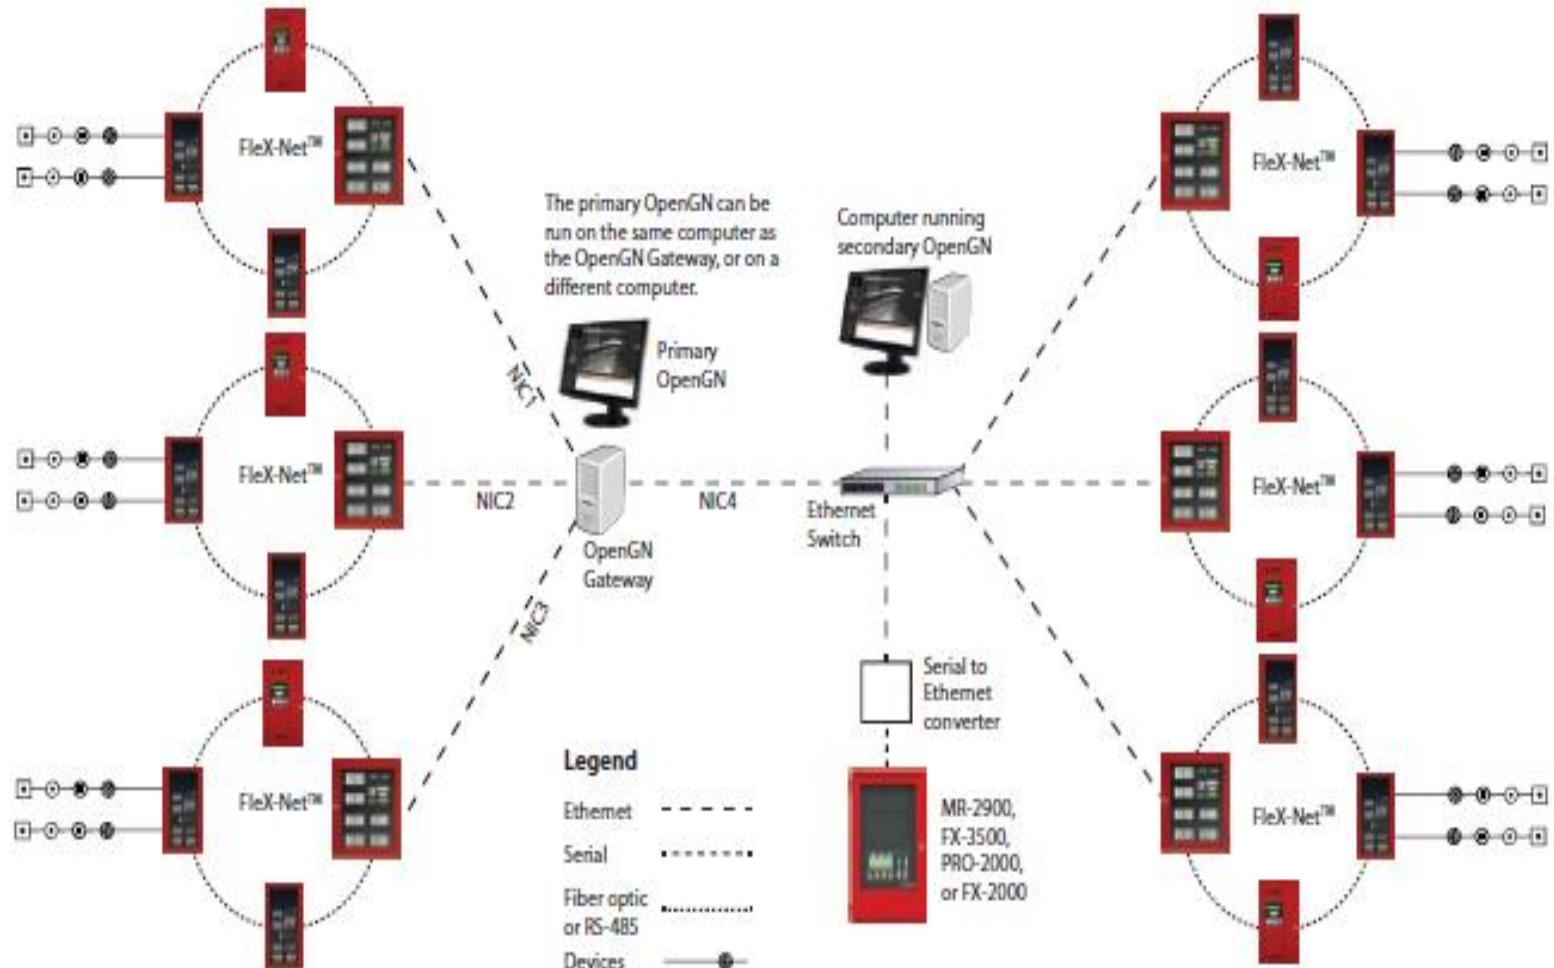 FleX-Net™
FleX-Net™
The primary OpenGN can be
run on the same computer as
the OpenGN Gateway, or on a
different computer.
Computer running
secondary OpenGN
Primary
OpenGN
NIC1
FleX-Net™
NIC2
NIC4
OpenGN
Gateway
Ethernet
Switch
FleX-Net™
NIC3
Serial to
Ethernet
converter
FleX-Net™
MR-2900,
FX-3500,
PRO-2000,
or FX-2000
FleX-Net™
Legend
Ethernet
Serial
Fiber optic
or RS-485
Devices